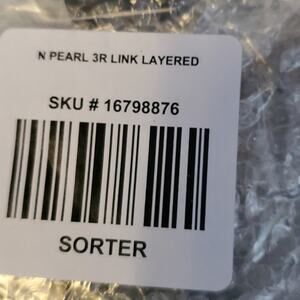 N PEARL 3R LINK LAYERED
SKU # 16798876
SORTER